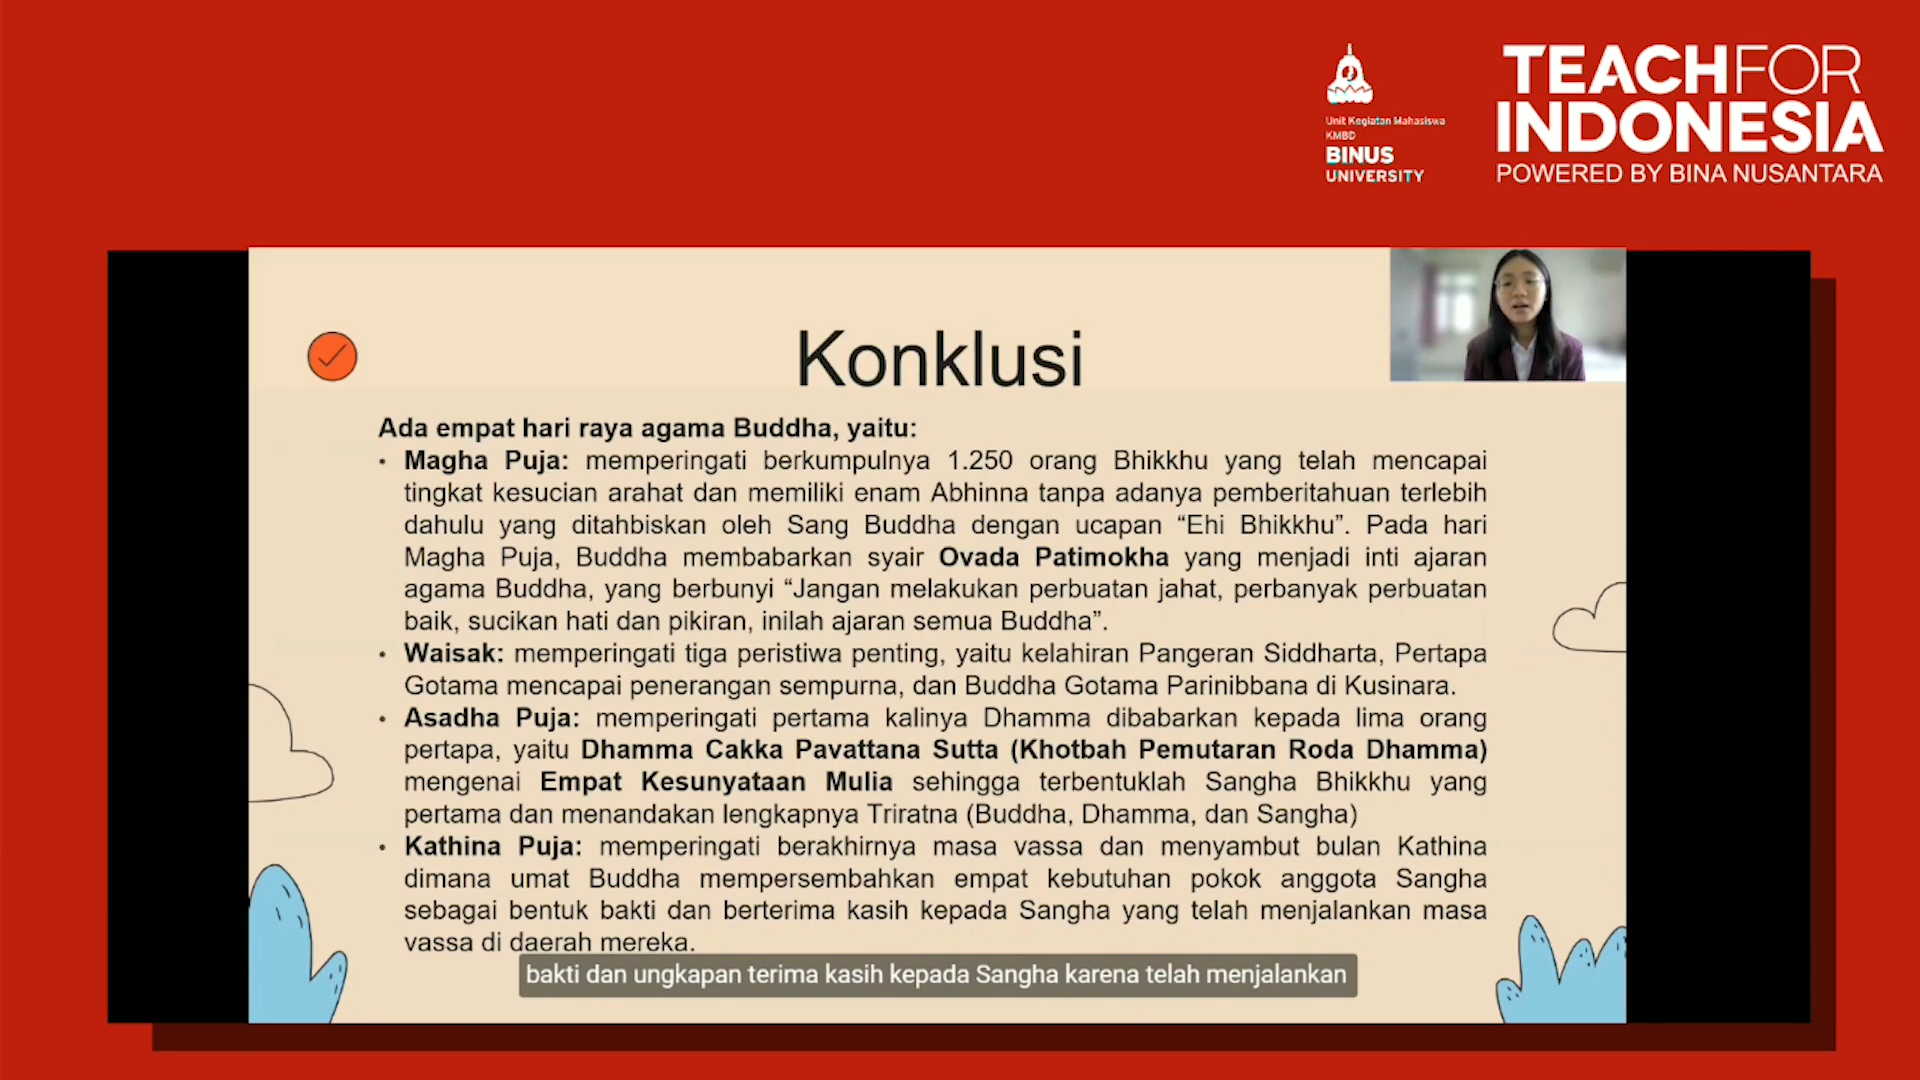 Unit Kegiatan Mahasiswa
KMBD
BINUS
UNIVERSITY
TEACHFOR
INDONESIA
POWERED BY BINA NUSANTARA
Konklusi
Ada empat hari raya agama Buddha, yaitu:
• Magha Puja: memperingati berkumpulnya 1.250 orang Bhikkhu yang telah mencapai
tingkat kesucian arahat dan memiliki enam Abhinna tanpa adanya pemberitahuan terlebih
dahulu yang ditahbiskan oleh Sang Buddha dengan ucapan “Ehi Bhikkhu”. Pada hari
Magha Puja, Buddha membabarkan syair Ovada Patimokha yang menjadi inti ajaran
agama Buddha, yang berbunyi “Jangan melakukan perbuatan jahat, perbanyak perbuatan
baik, sucikan hati dan pikiran, inilah ajaran semua Buddha”.
• Waisak: memperingati tiga peristiwa penting, yaitu kelahiran Pangeran Siddharta, Pertapa
Gotama mencapai penerangan sempurna, dan Buddha Gotama Parinibbana di Kusinara.
• Asadha Puja: memperingati pertama kalinya Dhamma dibabarkan kepada lima orang
pertapa, yaitu Dhamma Cakka Pavattana Sutta (Khotbah Pemutaran Roda Dhamma)
mengenai Empat Kesunyataan Mulia sehingga terbentuklah Sangha Bhikkhu yang
pertama dan menandakan lengkapnya Triratna (Buddha, Dhamma, dan Sangha)
• Kathina Puja: memperingati berakhirnya masa vassa dan menyambut bulan Kathina
dimana umat Buddha mempersembahkan empat kebutuhan pokok anggota Sangha
sebagai bentuk bakti dan berterima kasih kepada Sangha yang telah menjalankan masa
vassa di daerah mereka.
bakti dan ungkapan terima kasih kepada Sangha karena telah menjalankan